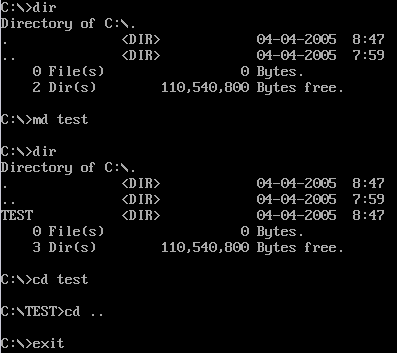 C:\>dir
Directory of C:\.
.              <DIR>              04-04-2005  8:47
..             <DIR>              04-04-2005  7:59
    0 File(s)                 0 Bytes.
    2 Dir(s)        110,540,800 Bytes free.
C:\>md test
C:\>dir
Directory of C:\.
.              <DIR>              04-04-2005  8:47
..             <DIR>              04-04-2005  7:59
TEST           <DIR>              04-04-2005  8:47
    0 File(s)                 0 Bytes.
    3 Dir(s)        110,540,800 Bytes free.
C:\>cd test
C:\TEST>cd ..
C:\>exit